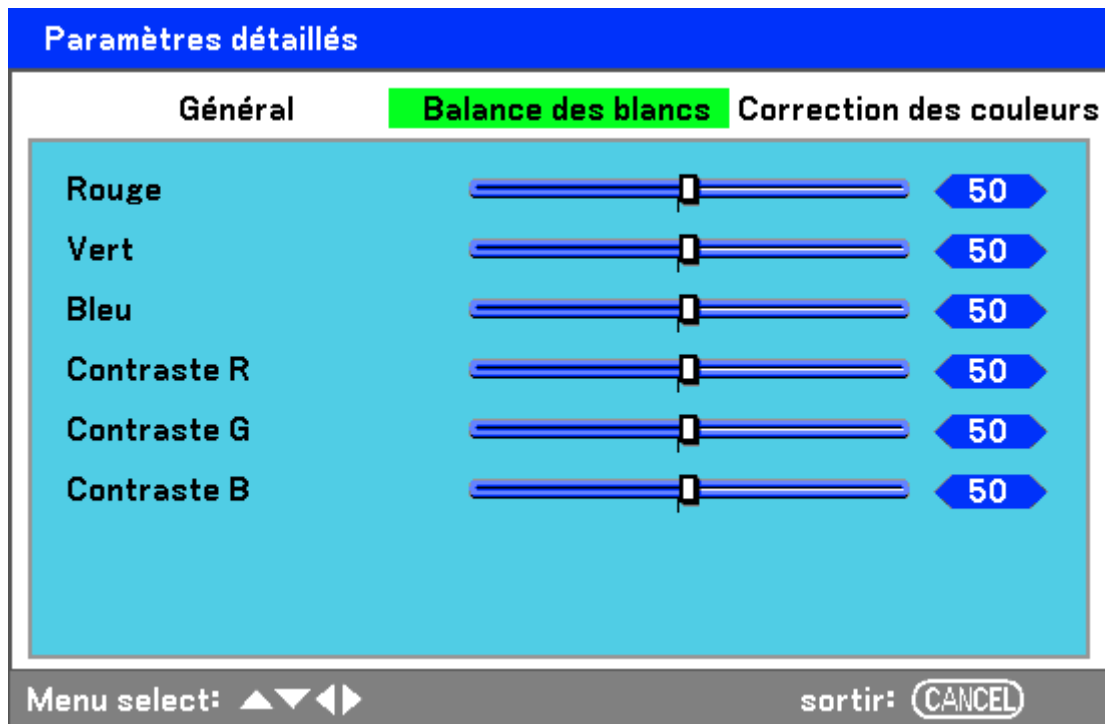 Paramètres détaillés
Général Balance des blancs Correction des couleurs
Rouge 50
Vert 50
Bleu 50
Contraste R 50
Contraste G 50
Contraste B 50
Menu select: ▲▼◀▶ sortir: CANCEL